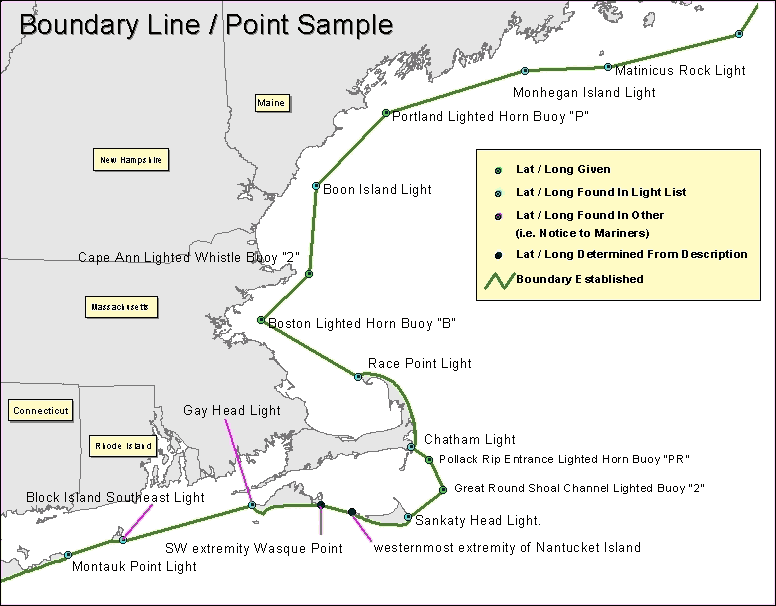 Boundary Line / Point Sample
Matinicus Rock Light
Monhegan Island Light
Maine
Portland Lighted Horn Buoy "P"
New Hampshire
Lat / Long Given
Lat / Long Found In Light List
Lat / Long Found In Other
(i.e. Notice to Mariners)
Lat / Long Determined From Description
Boundary Established
Boon Island Light
Cape Ann Lighted Whistle Buoy "2"
Massachusetts
Boston Lighted Horn Buoy "B"
Race Point Light
Connecticut
Gay Head Light
Rhode Island
Chatham Light
Pollack Rip Entrance Lighted Horn Buoy "PR"
Great Round Shoal Channel Lighted Buoy "2"
Block Island Southeast Light
Sankaty Head Light.
SW extremity Wasque Point
westernmost extremity of Nantucket Island
Montauk Point Light